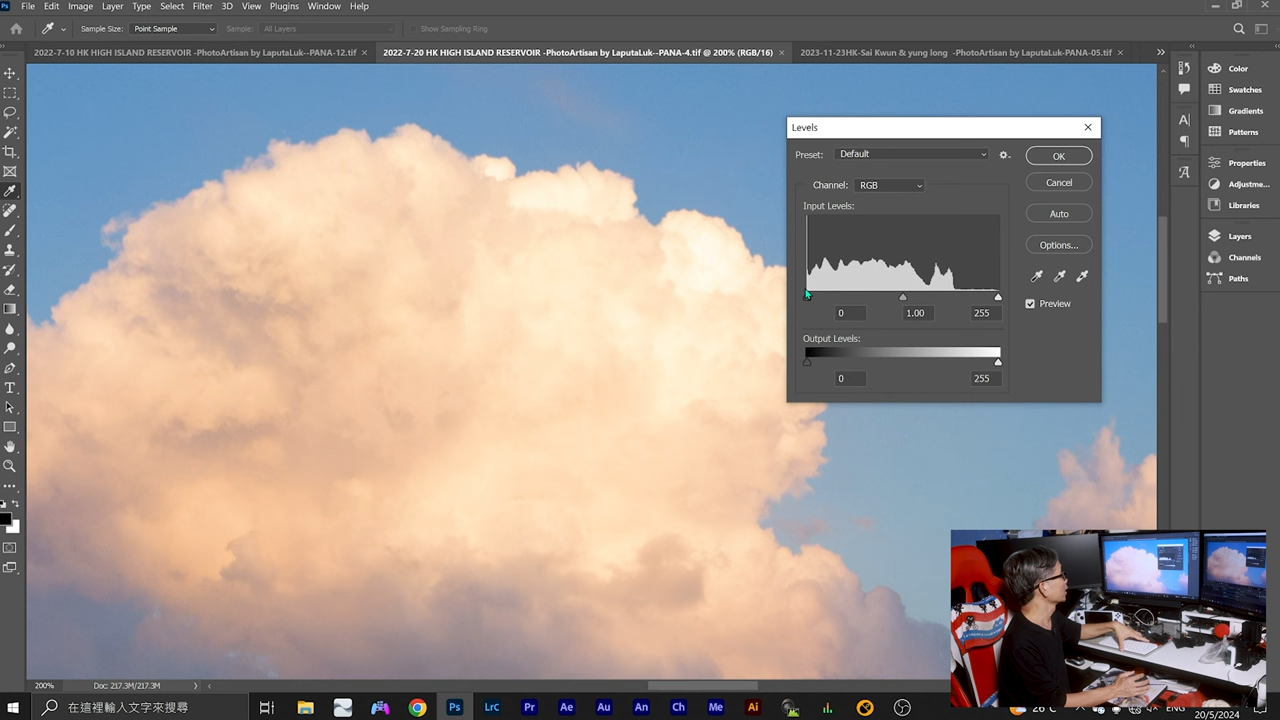 Ps File Edit Image Layer Type Select Filter 3D View Plugins Window Help
Sample Size: Point Sample Sample: All Layers Show Sampling Ring
2022-7-10 HK HIGH ISLAND RESERVOIR -PhotoArtisan by LaputaLuk--PANA-12.tif × 2022-7-20 HK HIGH ISLAND RESERVOIR -PhotoArtisan by LaputaLuk--PANA-4.tif @ 200% (RGB/16) × 2023-11-23HK-Sai Kwun & yung long -PhotoArtisan by LaputaLuk-PANA-05.tif ×
Color
Swatches
Gradients
Patterns
Properties
Adjustme...
Libraries
Layers
Channels
Paths
Levels
Preset: Default
OK
Channel: RGB
Cancel
Input Levels:
Auto
Options...
Preview
0 1.00 255
Output Levels:
0 255
200% Doc: 217.3M/217.3M
在這裡輸入文字來搜尋
Ps Lrc Pr Ae Au An Ch Me Ai
26°C
ENG
20/5/2024